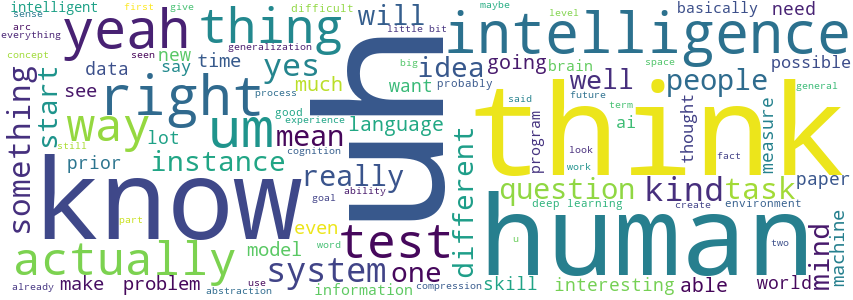 intelligent
sense
arc
everything
concept
yeah
first
give
seen
new
thing
generalization
difficult
maybe
level
little bit
basically
need
intelligence
will
idea
going
brain
space
possible
something
see
start
data
say
time
yes
process
much
big
want
probably
well
people
said
future
term
general
right
way
lot
um
good
experience
mean
language
uh
different
think
program
ai
look
work
thought
fact
measure
still
prior
instance
cognition
really
goal
ability
know
question
kind
task
paper
deep learning
create
environment
part
even
word
test
human
u
two
mind
machine
actually
model
system
one
already
make
problem
use
abstraction
information
compression
skill
interesting
able
world